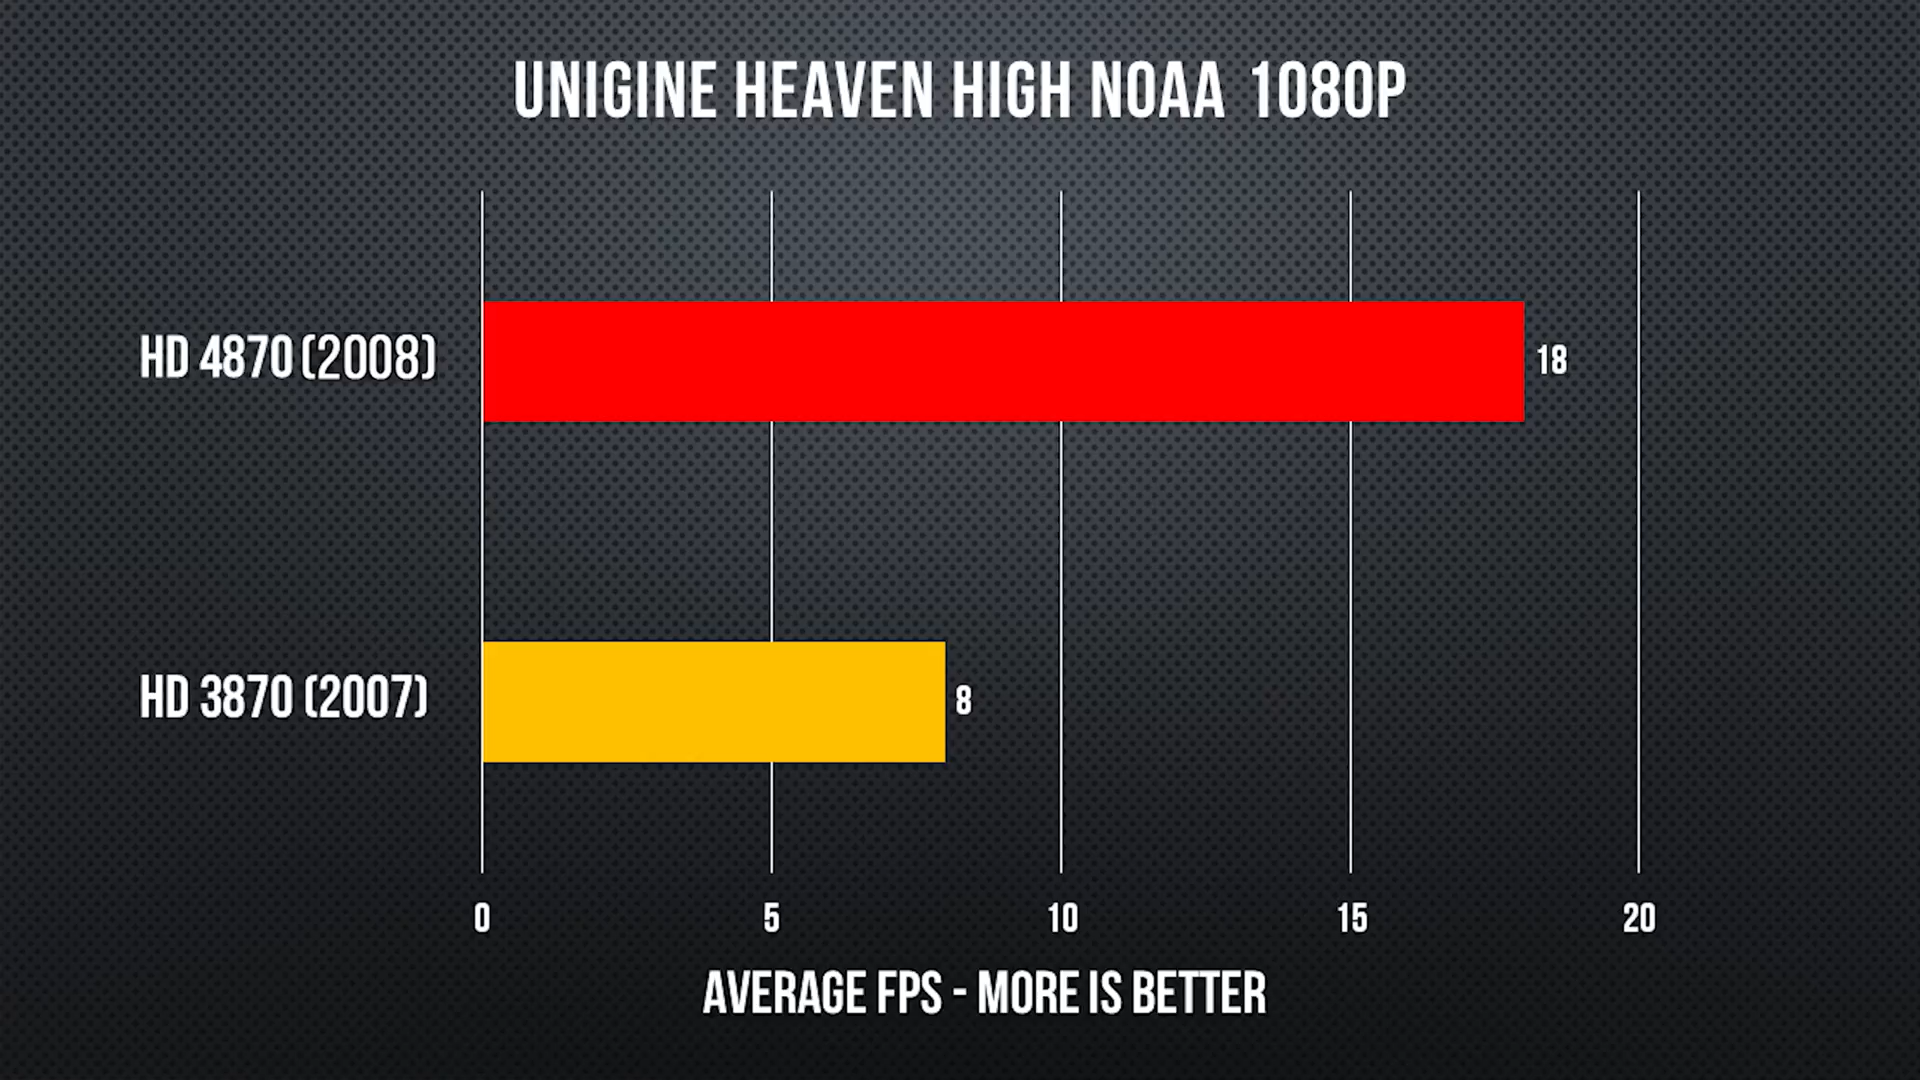 UNIGINE HEAVEN HIGH NOAA 1080P
HD 4870 (2008)
18
HD 3870 (2007)
8
0 5 10 15 20
AVERAGE FPS - MORE IS BETTER